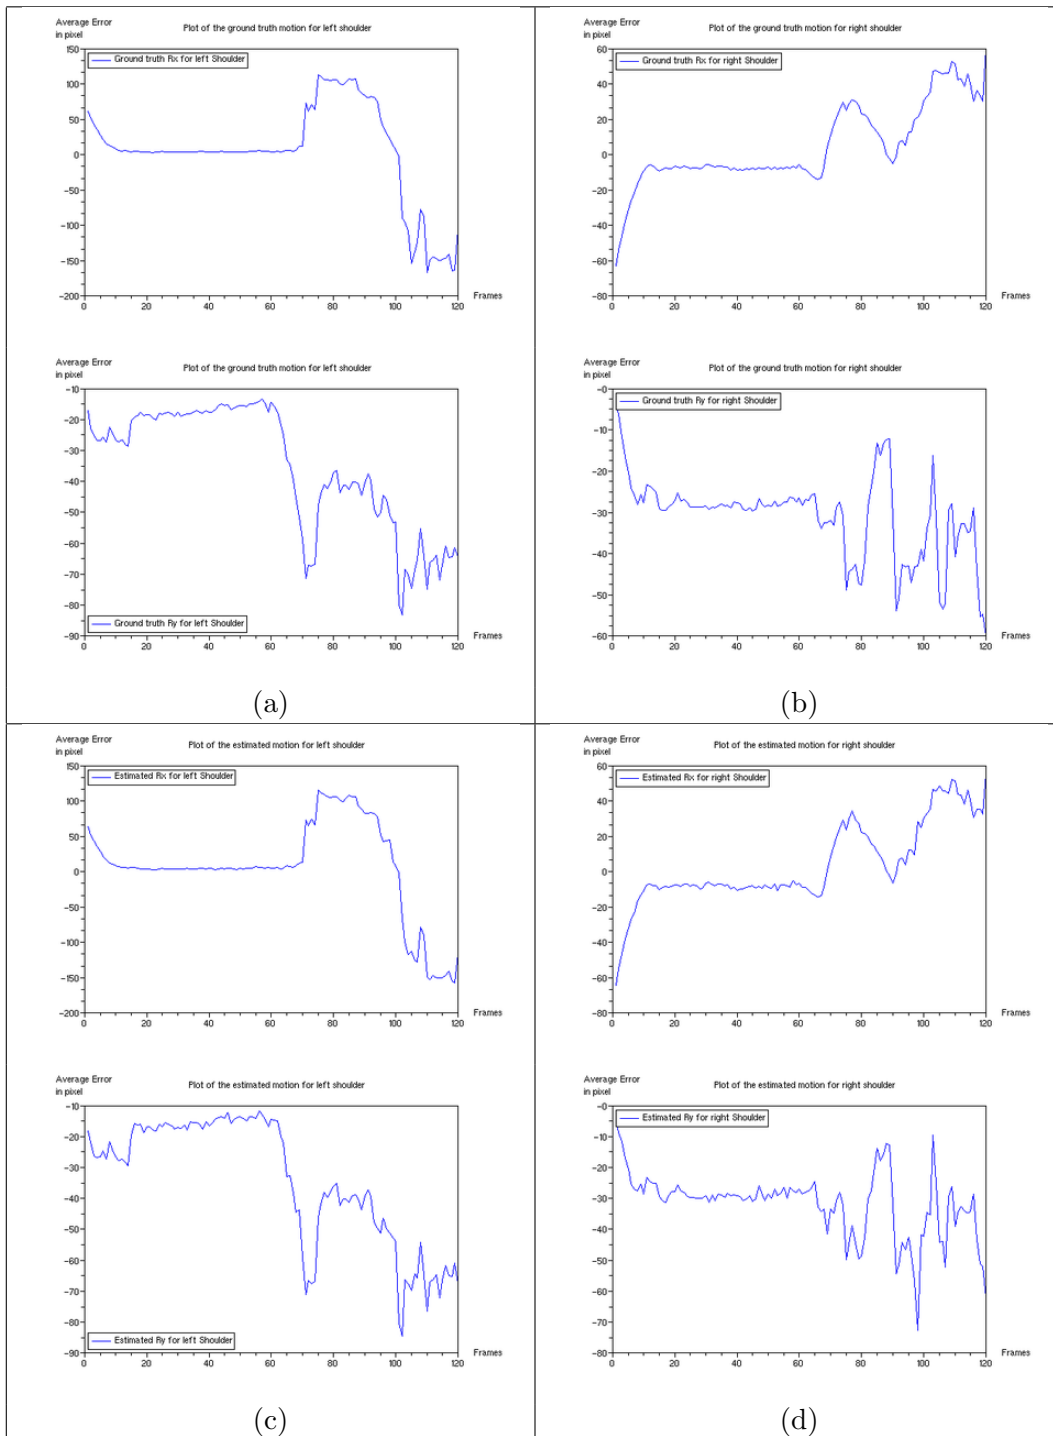 Average Error
in pixel
Plot of the ground truth motion for left shoulder
150
100
50
0
-50
-100
-150
-200
Ground truth Rx for left Shoulder
0 20 40 60 80 100 120
Frames
Average Error
in pixel
Plot of the ground truth motion for left shoulder
-10
-20
-30
-40
-50
-60
-70
-80
-90
Ground truth Ry for left Shoulder
0 20 40 60 80 100 120
Frames
(a)
Average Error
in pixel
Plot of the ground truth motion for right shoulder
60
40
20
0
-20
-40
-60
-80
Ground truth Rx for right Shoulder
0 20 40 60 80 100 120
Frames
Average Error
in pixel
Plot of the ground truth motion for right shoulder
-0
-10
-20
-30
-40
-50
-60
Ground truth Ry for right Shoulder
0 20 40 60 80 100 120
Frames
(b)
Average Error
in pixel
Plot of the estimated motion for left shoulder
150
100
50
0
-50
-100
-150
-200
Estimated Rx for left Shoulder
0 20 40 60 80 100 120
Frames
Average Error
in pixel
Plot of the estimated motion for left shoulder
-10
-20
-30
-40
-50
-60
-70
-80
-90
Estimated Ry for left Shoulder
0 20 40 60 80 100 120
Frames
(c)
Average Error
in pixel
Plot of the estimated motion for right shoulder
60
40
20
0
-20
-40
-60
-80
Estimated Rx for right Shoulder
0 20 40 60 80 100 120
Frames
Average Error
in pixel
Plot of the estimated motion for right shoulder
-0
-10
-20
-30
-40
-50
-60
-70
-80
Estimated Ry for right Shoulder
0 20 40 60 80 100 120
Frames
(d)